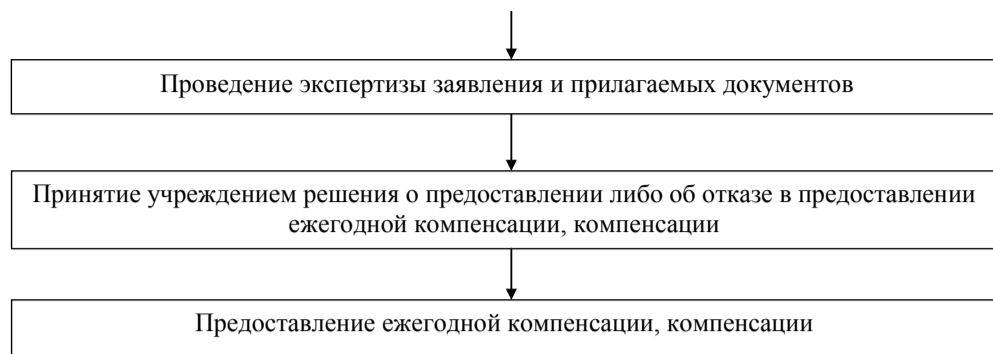 Проведение экспертизы заявления и прилагаемых документов
Принятие учреждением решения о предоставлении либо об отказе в предоставлении
ежегодной компенсации, компенсации
Предоставление ежегодной компенсации, компенсации